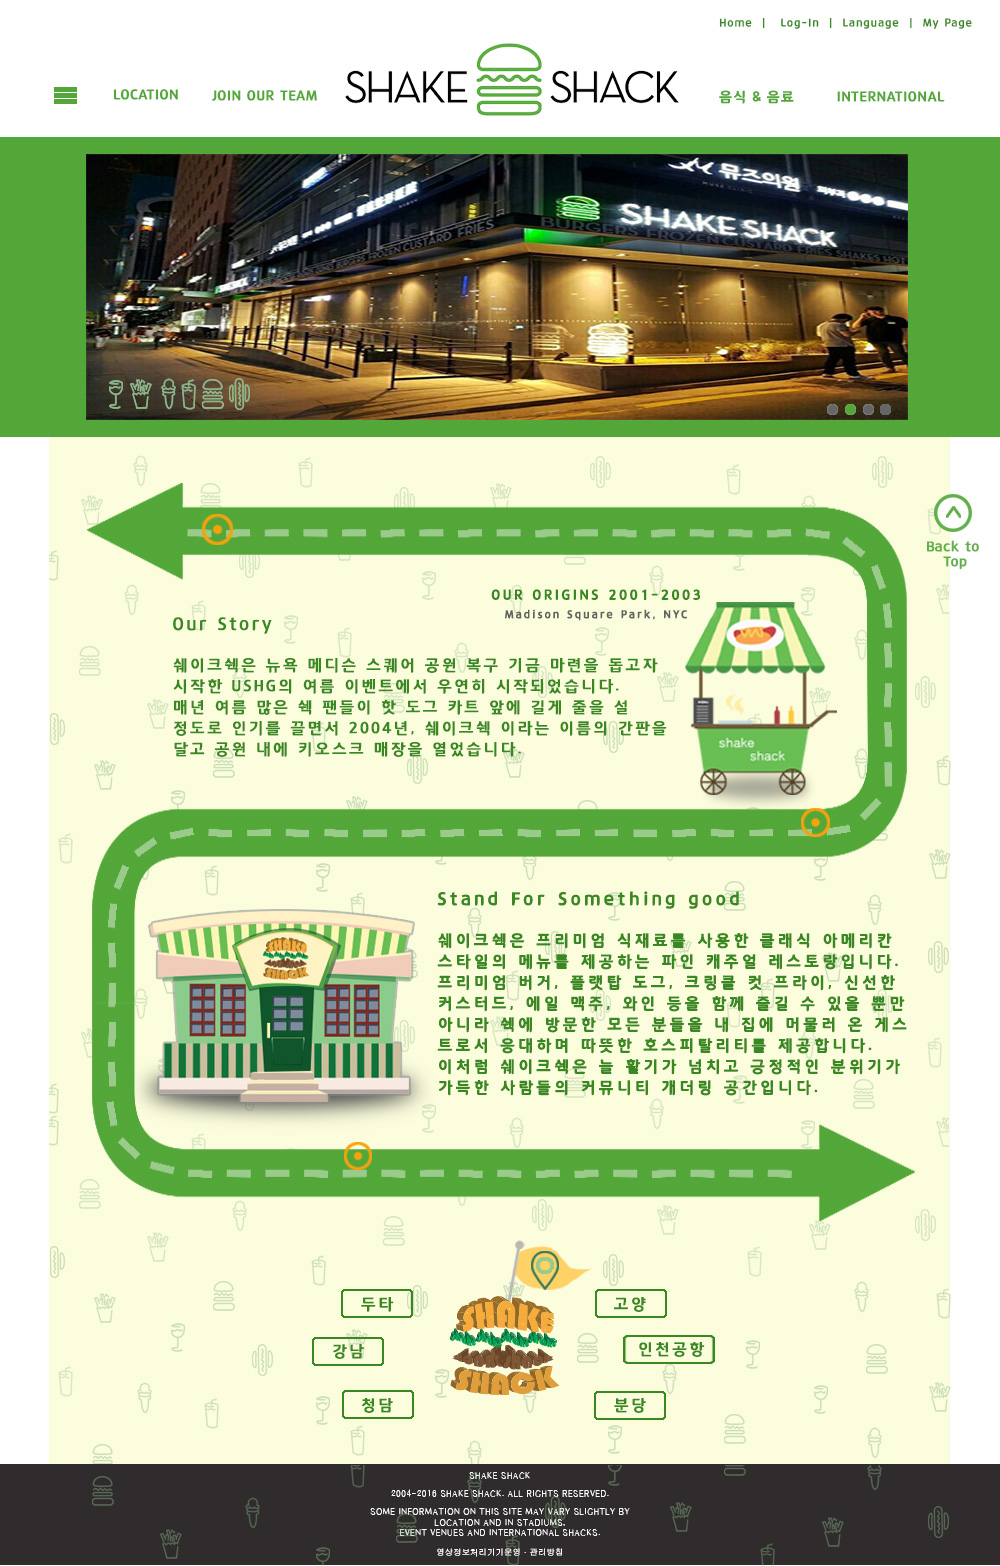 Home | Log-In | Language | My Page
LOCATION
JOIN OUR TEAM
SHAKE SHACK
음식 & 음료
INTERNATIONAL
뮤즈의원
SHAKE SHACK
BURGERS FROZEN CUSTARD FRIES SHAKES
Back to
Top
OUR ORIGINS 2001-2003
Madison Square Park, NYC
Our Story
쉐이크쉑은 뉴욕 메디슨 스퀘어 공원 복구 기금 마련을 돕고자
시작한 USHG의 여름 이벤트에서 우연히 시작되었습니다.
매년 여름 많은 쉑 팬들이 핫 도그 카트 앞에 길게 줄을 설
정도로 인기를 끌면서 2004년, 쉐이크쉑 이라는 이름의 간판을
달고 공원 내에 키오스크 매장을 열었습니다.
shake
shack
Stand For Something good
쉐이크쉑은 프리미엄 식재료를 사용한 클래식 아메리칸
스타일의 메뉴를 제공하는 파인 캐주얼 레스토랑입니다.
프리미엄 버거, 플랫탑 도그, 크링클 컷 프라이, 신선한
커스터드, 에일 맥주, 와인 등을 함께 즐길 수 있을 뿐만
아니라 쉑에 방문한 모든 분들을 내 집에 머물러 온 게스
트로서 응대하며 따뜻한 호스피탈리티를 제공합니다.
이처럼 쉐이크쉑은 늘 활기가 넘치고 긍정적인 분위기가
가득한 사람들의 커뮤니티 개더링 공간입니다.
SHAKE
SHACK
두타
고양
강남
인천공항
청담
분당
SHAKE
SHACK
SHAKE SHACK
2004-2016 SHAKE SHACK. ALL RIGHTS RESERVED.
SOME INFORMATION ON THIS SITE MAY VARY SLIGHTLY BY
LOCATION AND IN STADIUMS,
EVENT VENUES AND INTERNATIONAL SHACKS.
영상정보처리기기운영 · 관리방침